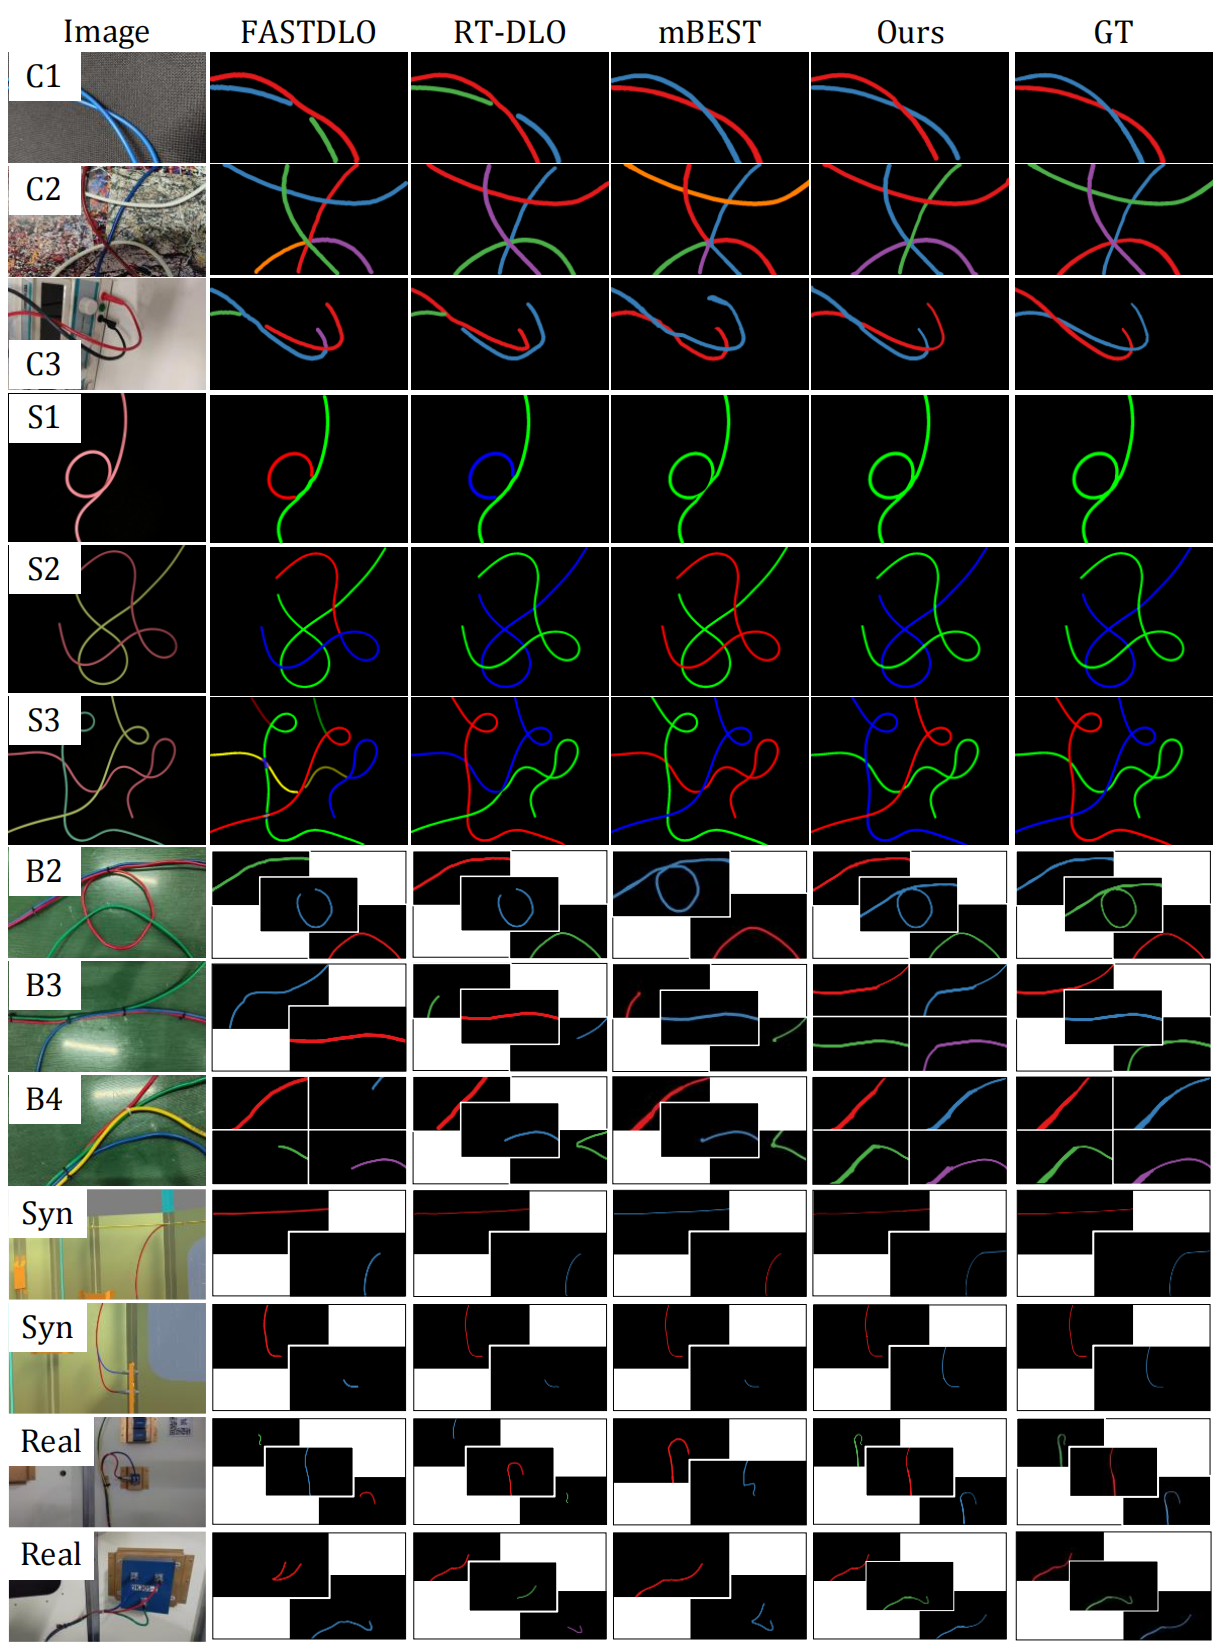 Image FASTDLO RT-DLO mBEST Ours GT
C1
C2
C3
S1
S2
S3
B2
B3
B4
Syn
Syn
Real
Real